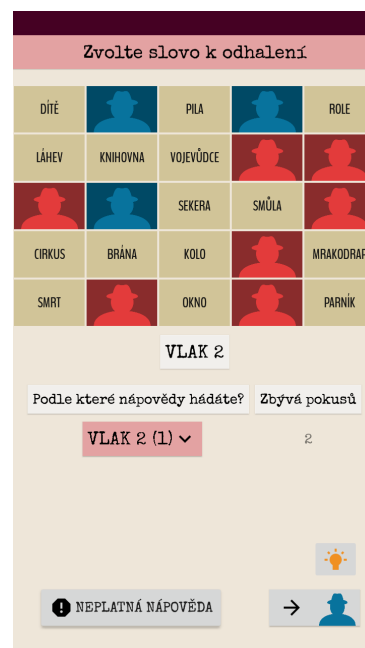 Zvolte slovo k odhalení
DÍTĚ PILA ROLE
LÁHEV KNIHOVNA VOJEVŮDCE
SEKERA SMŮLA
CIRKUS BRÁNA KOLO MRAKODRAP
SMRT OKNO PARNÍK
VLAK 2
Podle které nápovědy hádáte? Zbývá pokusů
VLAK 2 (1) 2
NEPLATNÁ NÁPOVĚDA